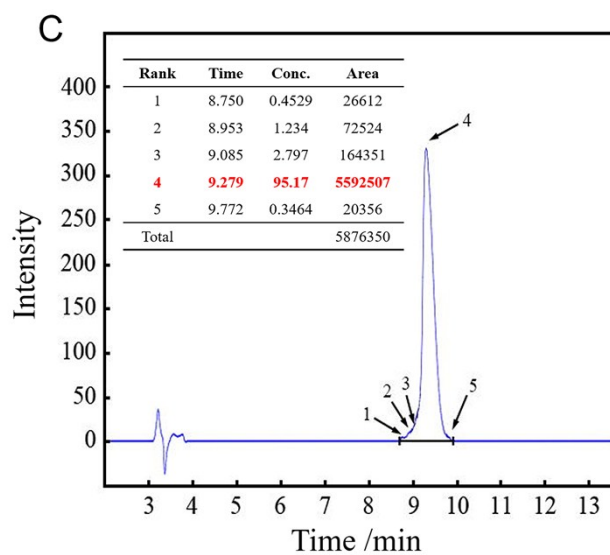 C
Rank Time Conc. Area
1 8.750 0.4529 26612
2 8.953 1.234 72524
3 9.085 2.797 164351
4 9.279 95.17 5592507
5 9.772 0.3464 20356
Total 5876350
400
350
300
250
200
150
100
50
0
Intensity
4
1 2 3 5
3 4 5 6 7 8 9 10 11 12 13
Time /min